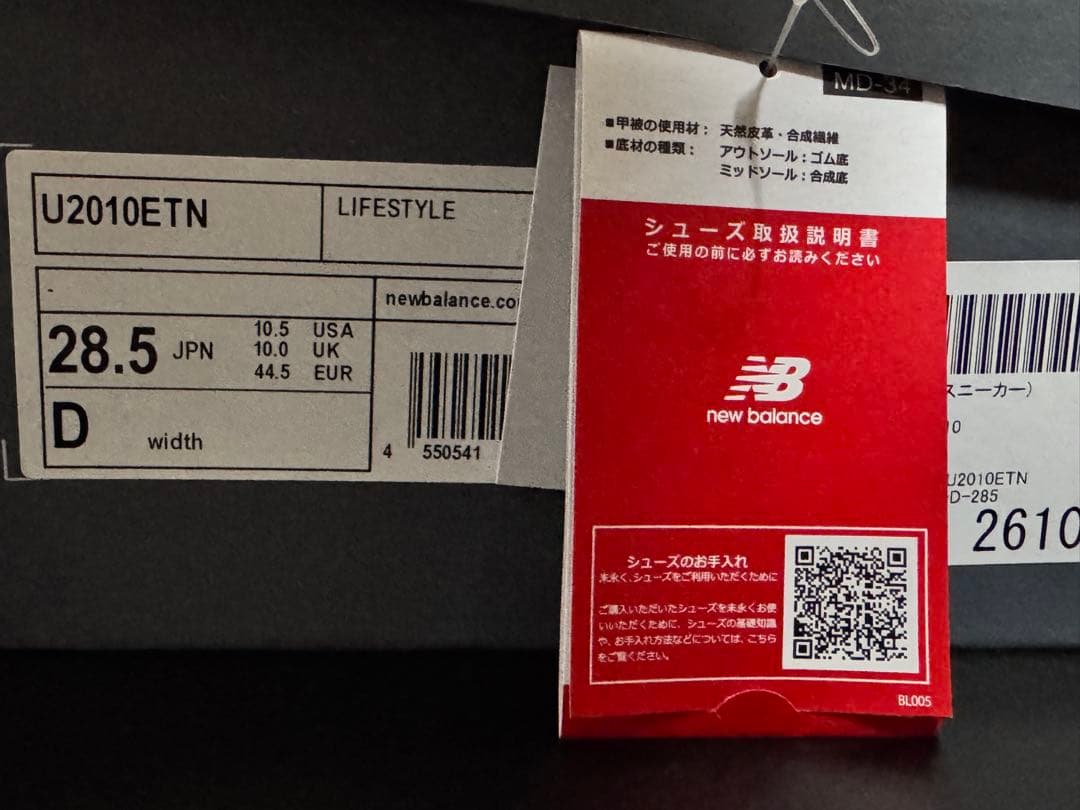 U2010ETN
LIFESTYLE
-
newbalance.co
28.5 JPN
10.5 USA
10.0 UK
44.5 EUR
D width
4 550541
MD-34
■甲被の使用材： 天然皮革・合成繊維
■底材の種類： アウトソール：ゴム底
ミッドソール：合成底
シューズ取扱説明書
ご使用の前に必ずお読みください
NB
new balance
シューズのお手入れ
末永く、シューズをご利用いただくために
ご購入いただいたシューズを末永くお使
いいただくために、シューズの基礎知識
や、お手入れ方法などについては、こちら
をご覧ください。
BL005
スニーカー）
10
U2010ETN
D-285
2610